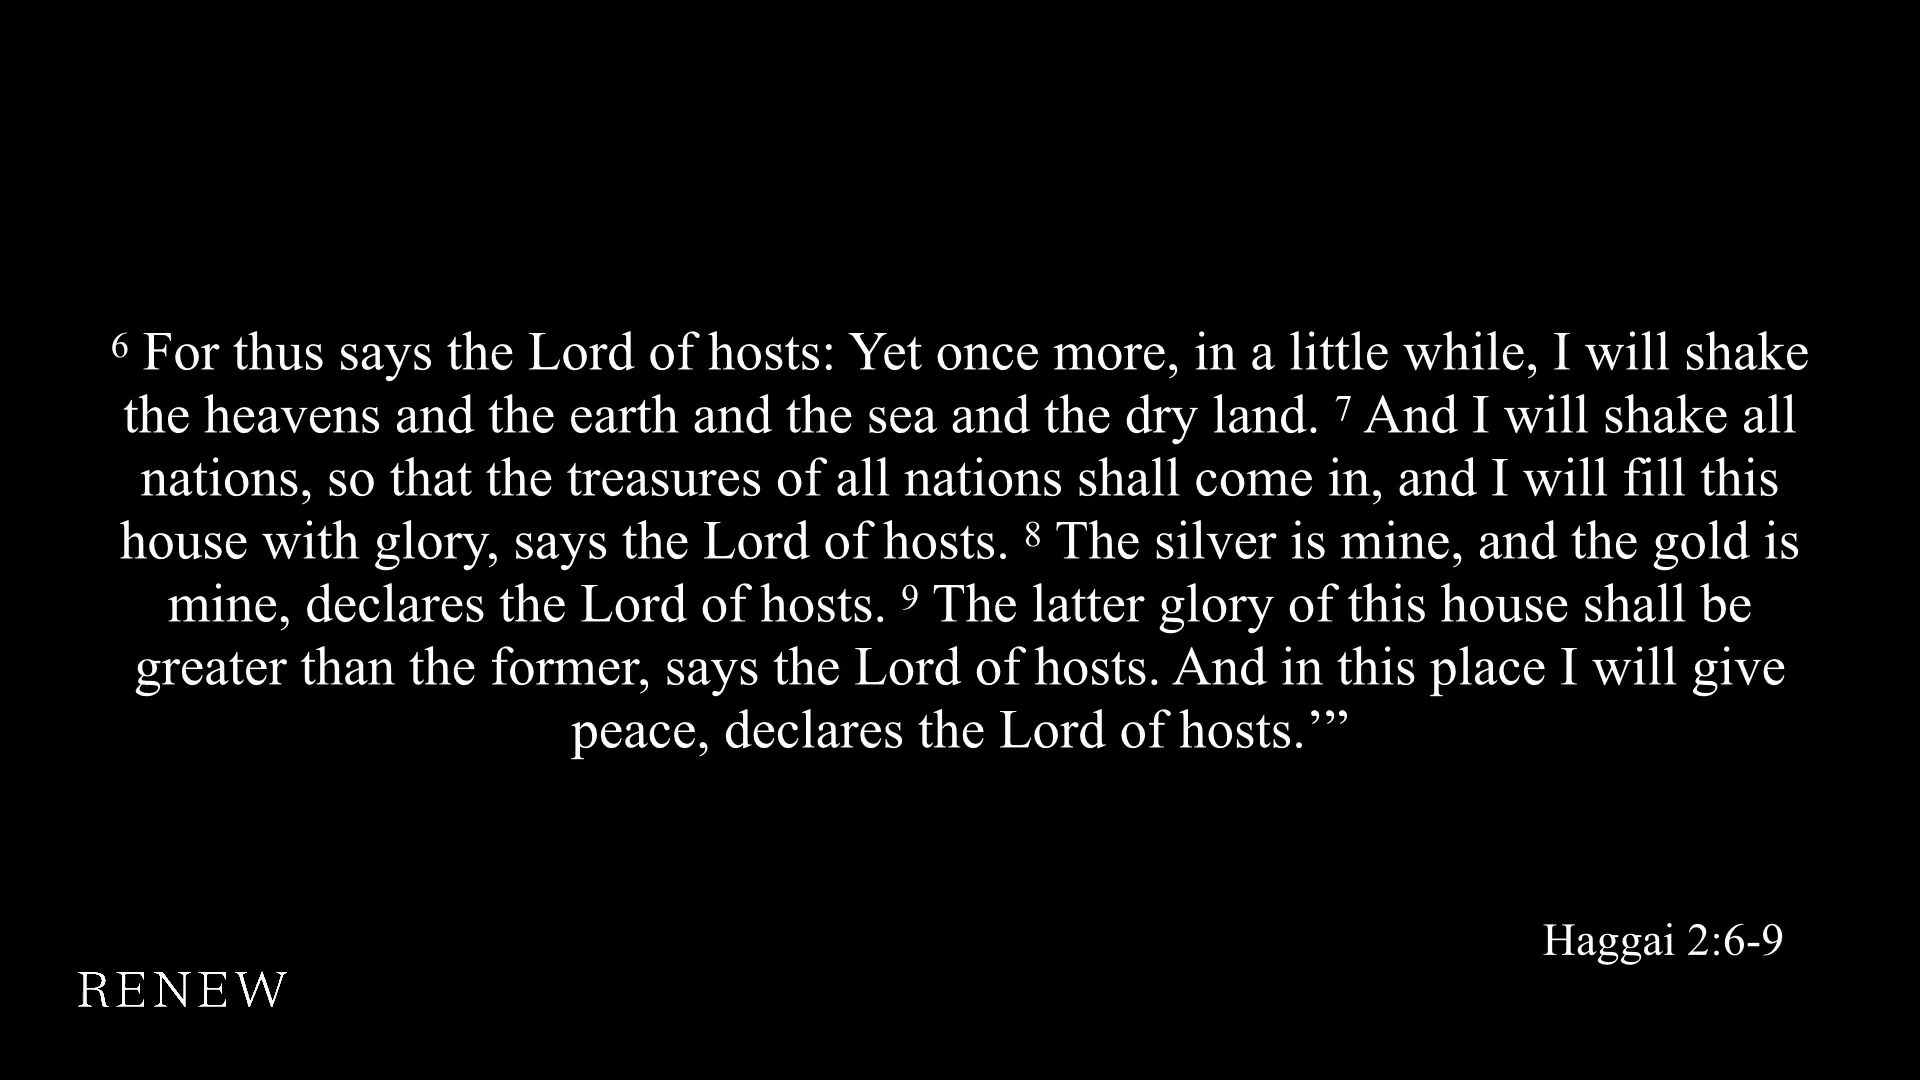 ⁶ For thus says the Lord of hosts: Yet once more, in a little while, I will shake
the heavens and the earth and the sea and the dry land. ⁷ And I will shake all
nations, so that the treasures of all nations shall come in, and I will fill this
house with glory, says the Lord of hosts. ⁸ The silver is mine, and the gold is
mine, declares the Lord of hosts. ⁹ The latter glory of this house shall be
greater than the former, says the Lord of hosts. And in this place I will give
peace, declares the Lord of hosts.’”
Haggai 2:6-9
RENEW